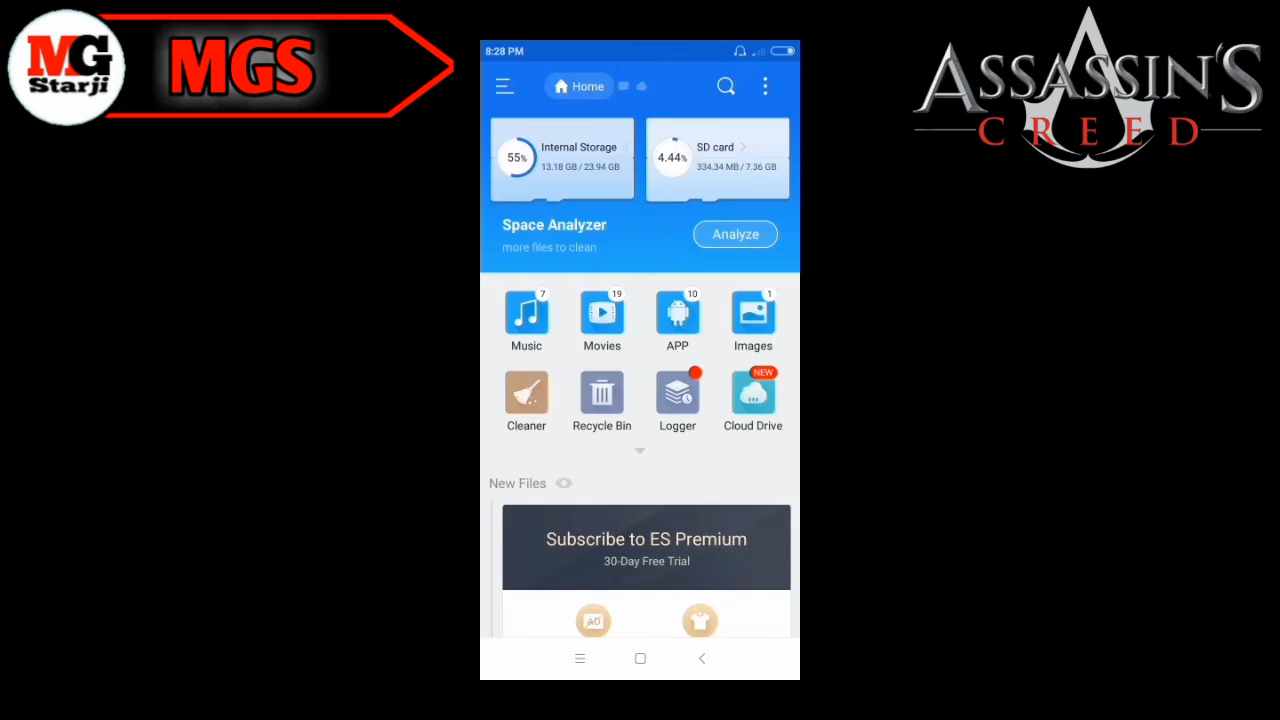 MG
Starji
MGS
ASSASSIN'S
CREED
8:28 PM
Home
55%
Internal Storage
13.18 GB / 23.94 GB
4.44%
SD card
334.34 MB / 7.36 GB
Space Analyzer
more files to clean
Analyze
7
19
10
1
Music
Movies
APP
Images
NEW
Cleaner
Recycle Bin
Logger
Cloud Drive
New Files
Subscribe to ES Premium
30-Day Free Trial
AD